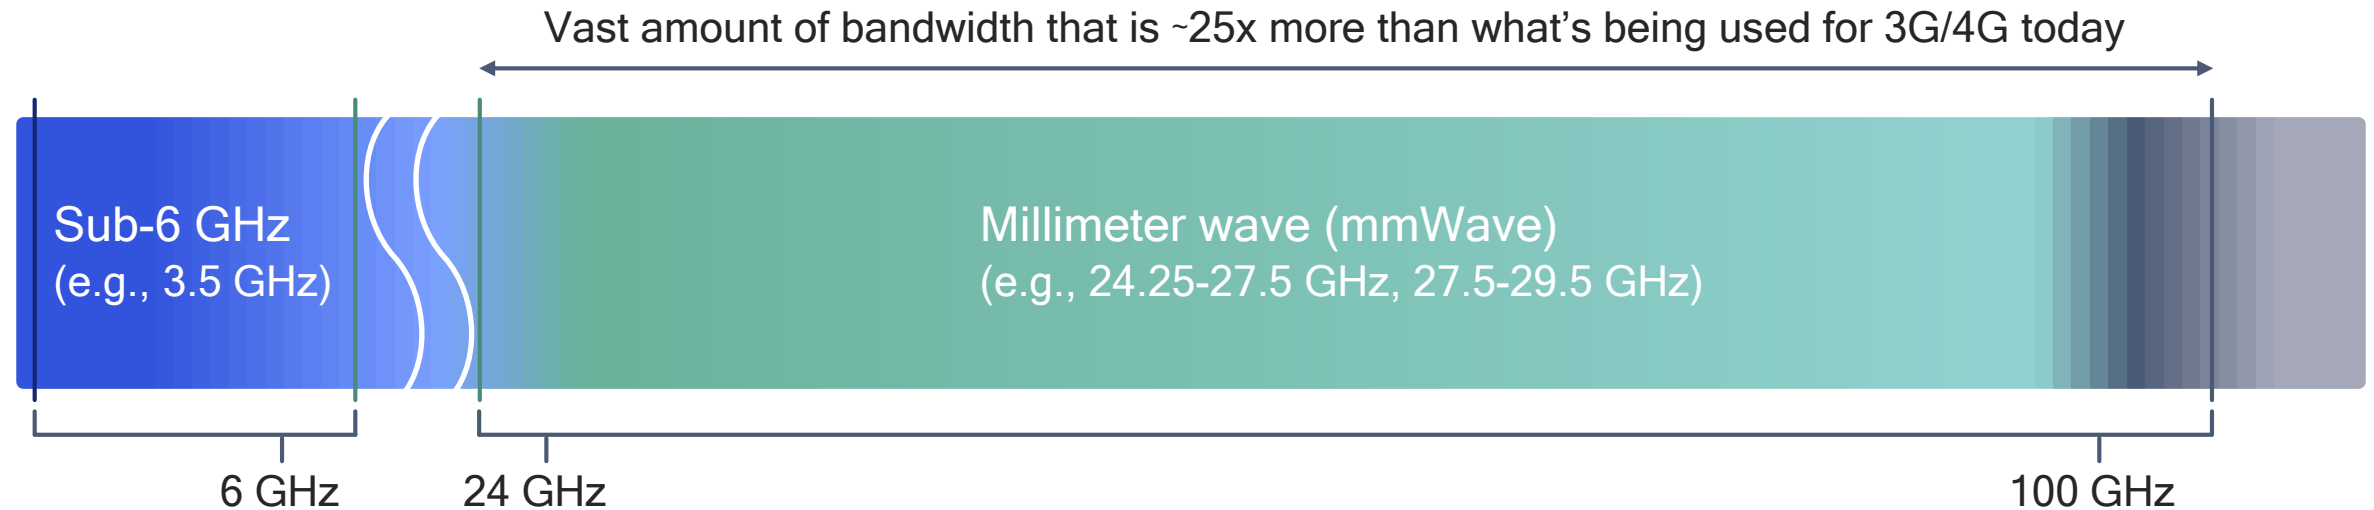 Vast amount of bandwidth that is ~25x more than what’s being used for 3G/4G today
Sub-6 GHz
(e.g., 3.5 GHz)
Millimeter wave (mmWave)
(e.g., 24.25-27.5 GHz, 27.5-29.5 GHz)
6 GHz
24 GHz
100 GHz